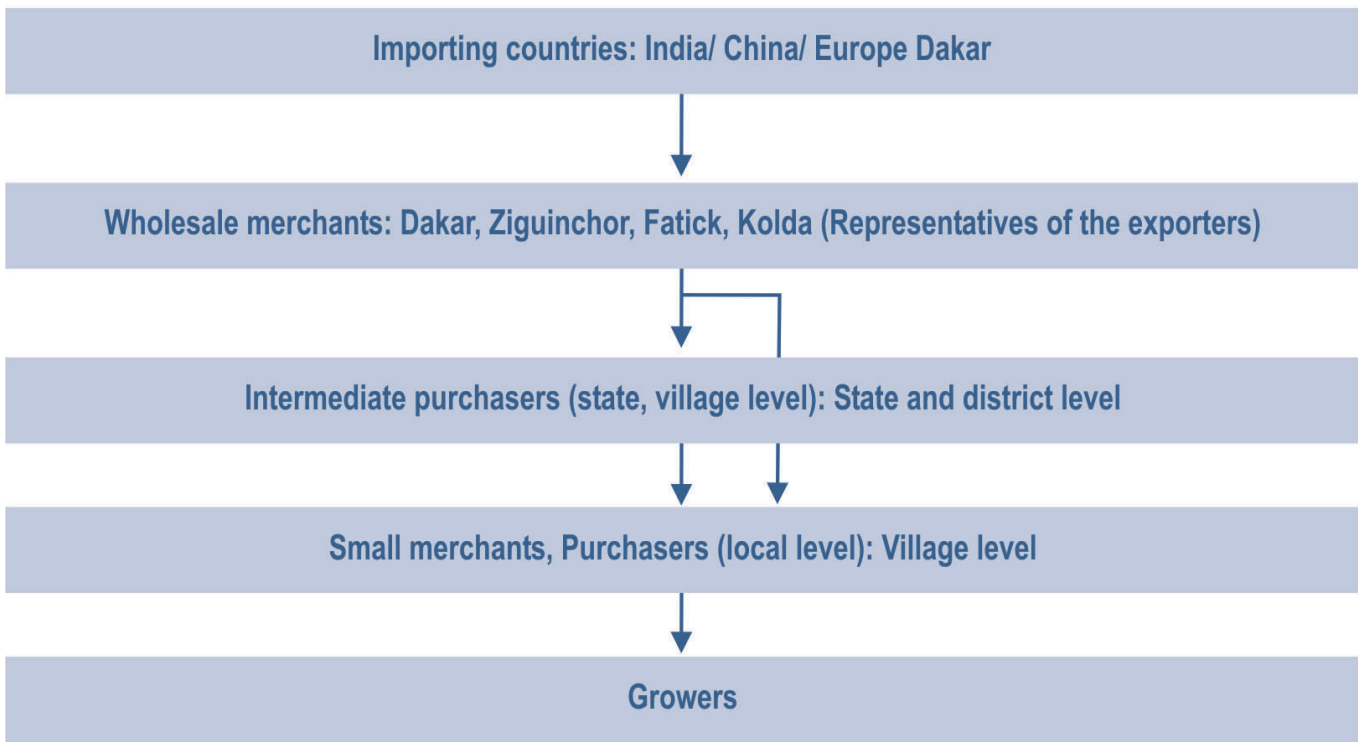 Importing countries: India/ China/ Europe Dakar
Wholesale merchants: Dakar, Ziguinchor, Fatick, Kolda (Representatives of the exporters)
Intermediate purchasers (state, village level): State and district level
Small merchants, Purchasers (local level): Village level
Growers